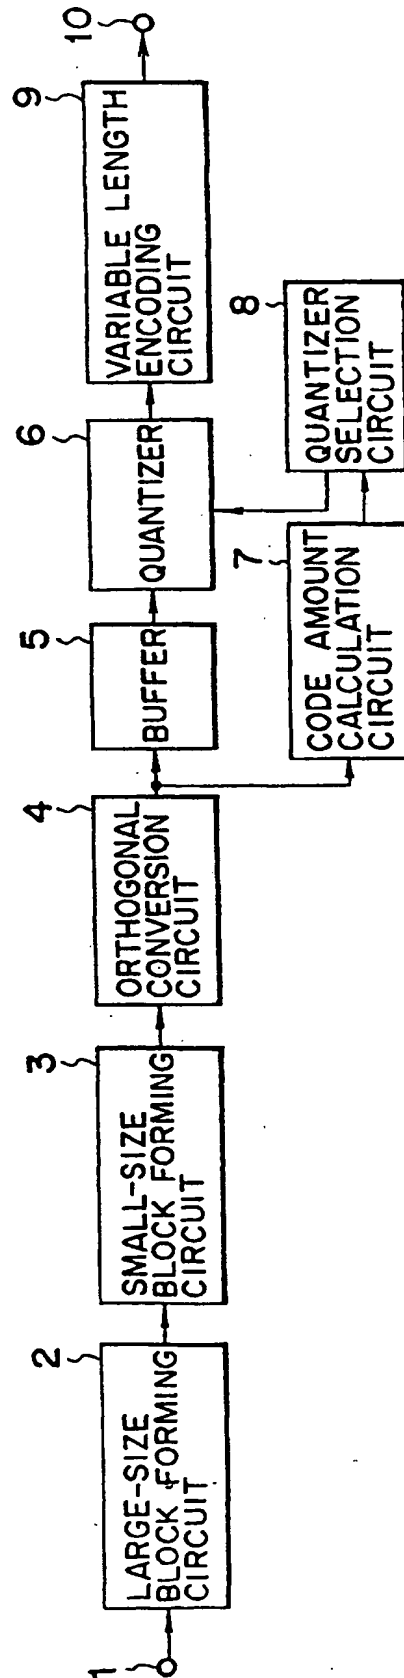 1
2
LARGE-SIZE
BLOCK FORMING
CIRCUIT
3
SMALL-SIZE
BLOCK FORMING
CIRCUIT
4
ORTHOGONAL
CONVERSION
CIRCUIT
5
BUFFER
6
QUANTIZER
7
CODE AMOUNT
CALCULATION
CIRCUIT
8
QUANTIZER
SELECTION
CIRCUIT
9
VARIABLE LENGTH
ENCODING
CIRCUIT
10